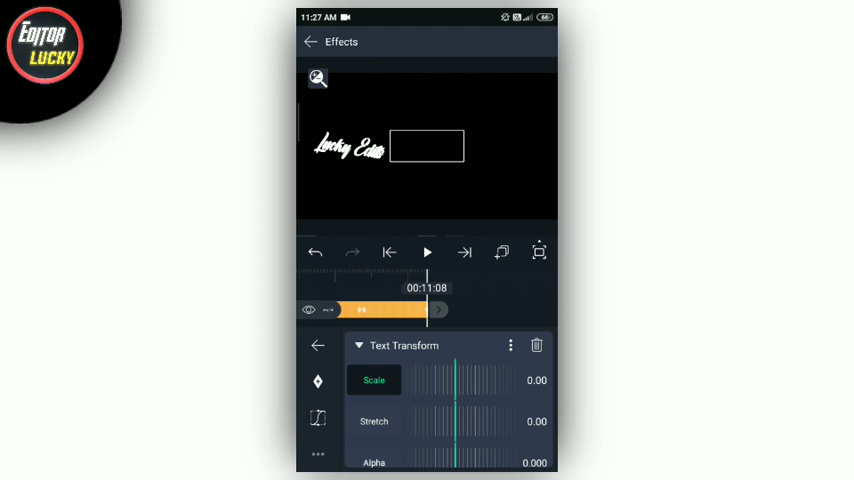 EDITOR
LUCKY
11:27 AM
66
Effects
Lucky Edits
00:11:08
Text Transform
Scale
0.00
Stretch
0.00
Alpha
0.000